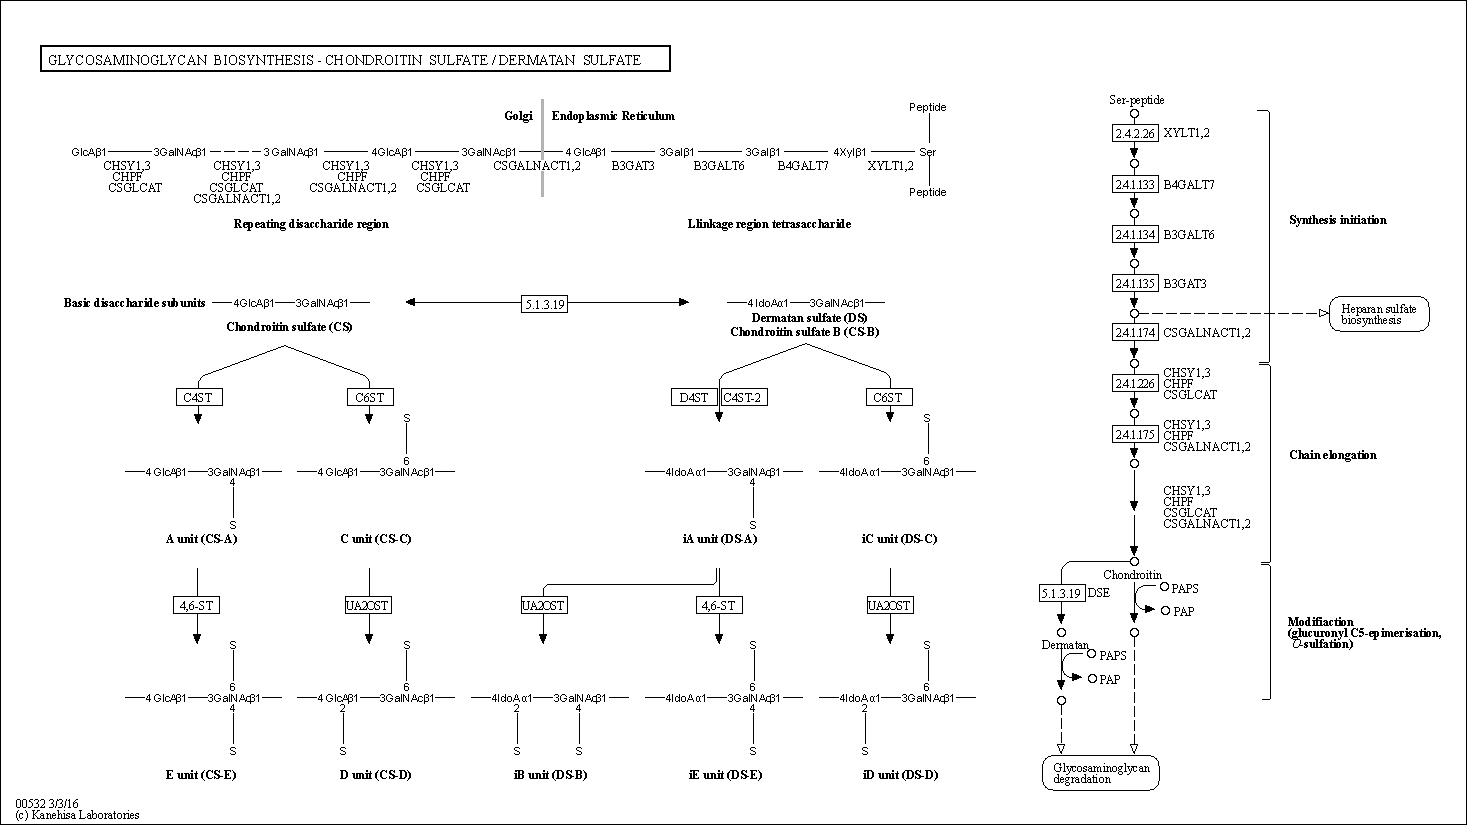 GLYCOSAMINOGLYCAN BIOSYNTHESIS - CHONDROITIN SULFATE / DERMATAN SULFATE
Golgi
Endoplasmic Reticulum
Peptide
GlcAβ1 3GalNAcβ1 3GalNAcβ1 4GlcAβ1 3GalNAcβ1 4GlcAβ1 3Galβ1 3Galβ1 4Xylβ1 Ser
CHSY1,3
CHPF
CSGLCAT
CHSY1,3
CHPF
CSGLCAT
CSGALNACT1,2
CHSY1,3
CHPF
CSGALNACT1,2
CHSY1,3
CHPF
CSGLCAT
CSGALNACT1,2
B3GAT3
B3GALT6
B4GALT7
XYLT1,2
Peptide
Repeating disaccharide region
Llinkage region tetrasaccharide
Basic disaccharide subunits
4GlcAβ1 3GalNAcβ1
Chondroitin sulfate (CS)
5.1.3.19
4IdoAα1 3GalNAcβ1
Dermatan sulfate (DS)
Chondroitin sulfate B (CS-B)
C4ST
C6ST
D4ST
C4ST-2
C6ST
4GlcAβ1 3GalNAcβ1
4
S
A unit (CS-A)
S
6
4GlcAβ1 3GalNAcβ1
C unit (CS-C)
4IdoAα1 3GalNAcβ1
4
S
iA unit (DS-A)
S
6
4IdoAα1 3GalNAcβ1
iC unit (DS-C)
4,6-ST
UA2OST
UA2OST
4,6-ST
UA2OST
S
6
4GlcAβ1 3GalNAcβ1
4
S
E unit (CS-E)
S
6
4GlcAβ1 3GalNAcβ1
2
S
D unit (CS-D)
4IdoAα1 3GalNAcβ1
2 4
S S
iB unit (DS-B)
S
6
4IdoAα1 3GalNAcβ1
4
S
iE unit (DS-E)
S
6
4IdoAα1 3GalNAcβ1
2
S
iD unit (DS-D)
Ser-peptide
2.4.2.26 XYLT1,2
2.4.1.133 B4GALT7
2.4.1.134 B3GALT6
2.4.1.135 B3GAT3
Synthesis initiation
Heparan sulfate
biosynthesis
2.4.1.174 CSGALNACT1,2
2.4.1.226
CHSY1,3
CHPF
CSGLCAT
2.4.1.175
CHSY1,3
CHPF
CSGALNACT1,2
Chain elongation
CHSY1,3
CHPF
CSGLCAT
CSGALNACT1,2
Chondroitin
5.1.3.19 DSE
PAPS
PAP
Dermatan
PAPS
PAP
Modifiaction
(glucuronyl C5-epimerisation,
O-sulfation)
Glycosaminoglycan
degradation
00532 3/3/16
(c) Kanehisa Laboratories